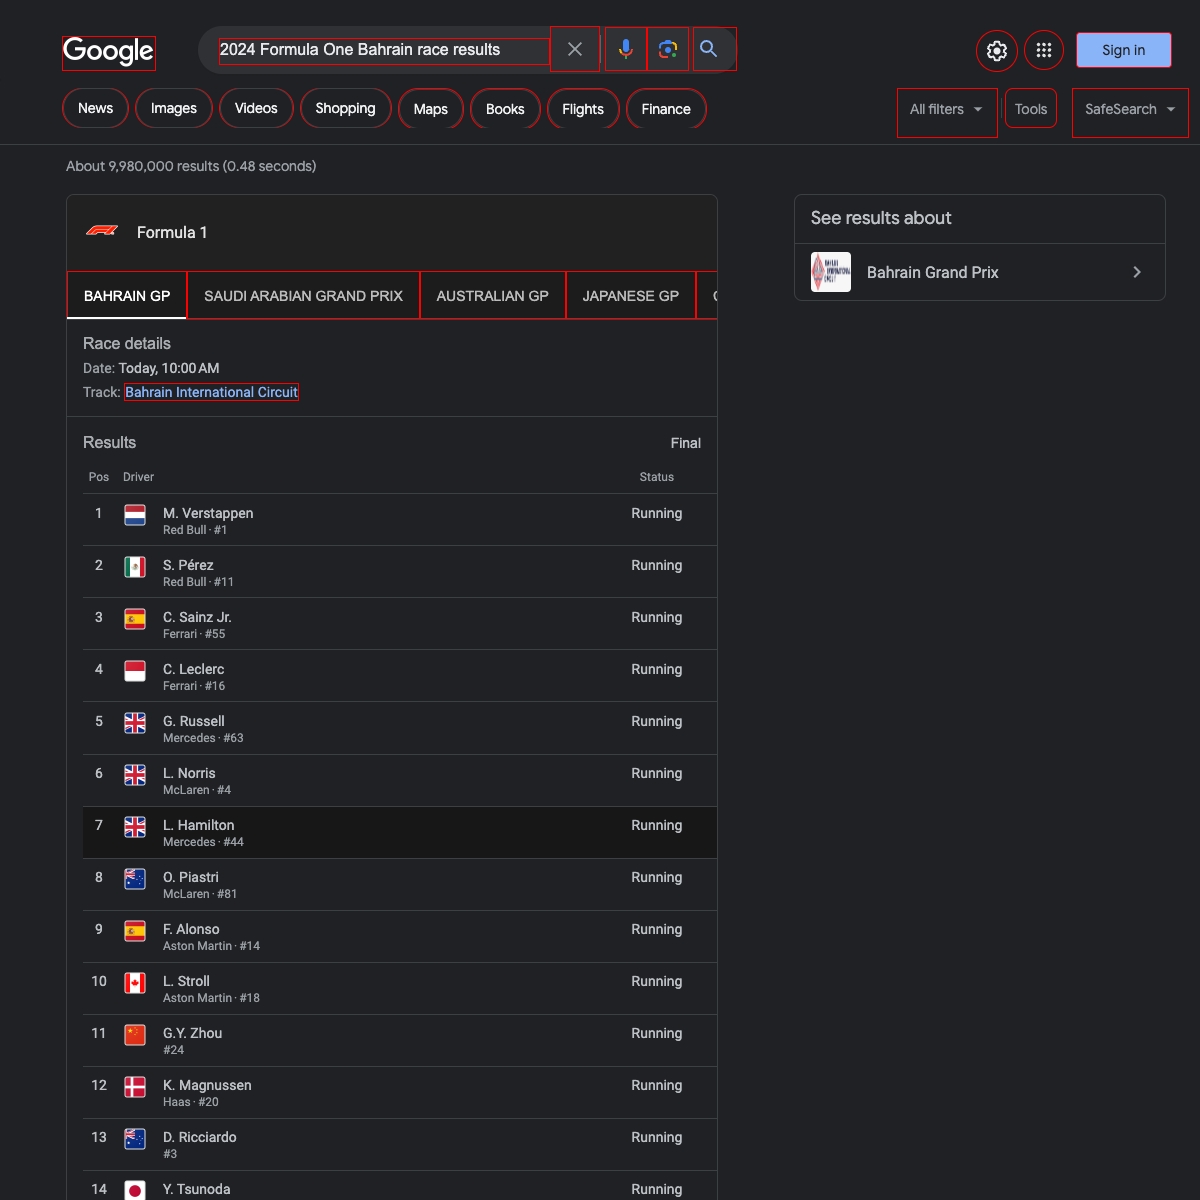 Google
2024 Formula One Bahrain race results
Sign in
News
Images
Videos
Shopping
Maps
Books
Flights
Finance
All filters
Tools
SafeSearch
About 9,980,000 results (0.48 seconds)
Formula 1
BAHRAIN GP
SAUDI ARABIAN GRAND PRIX
AUSTRALIAN GP
JAPANESE GP
See results about
Bahrain Grand Prix
Race details
Date: Today, 10:00 AM
Track: Bahrain International Circuit
Results Final
Pos Driver Status
1 M. Verstappen Running
Red Bull · #1
2 S. Pérez Running
Red Bull · #11
3 C. Sainz Jr. Running
Ferrari · #55
4 C. Leclerc Running
Ferrari · #16
5 G. Russell Running
Mercedes · #63
6 L. Norris Running
McLaren · #4
7 L. Hamilton Running
Mercedes · #44
8 O. Piastri Running
McLaren · #81
9 F. Alonso Running
Aston Martin · #14
10 L. Stroll Running
Aston Martin · #18
11 G.Y. Zhou Running
#24
12 K. Magnussen Running
Haas · #20
13 D. Ricciardo Running
#3
14 Y. Tsunoda Running